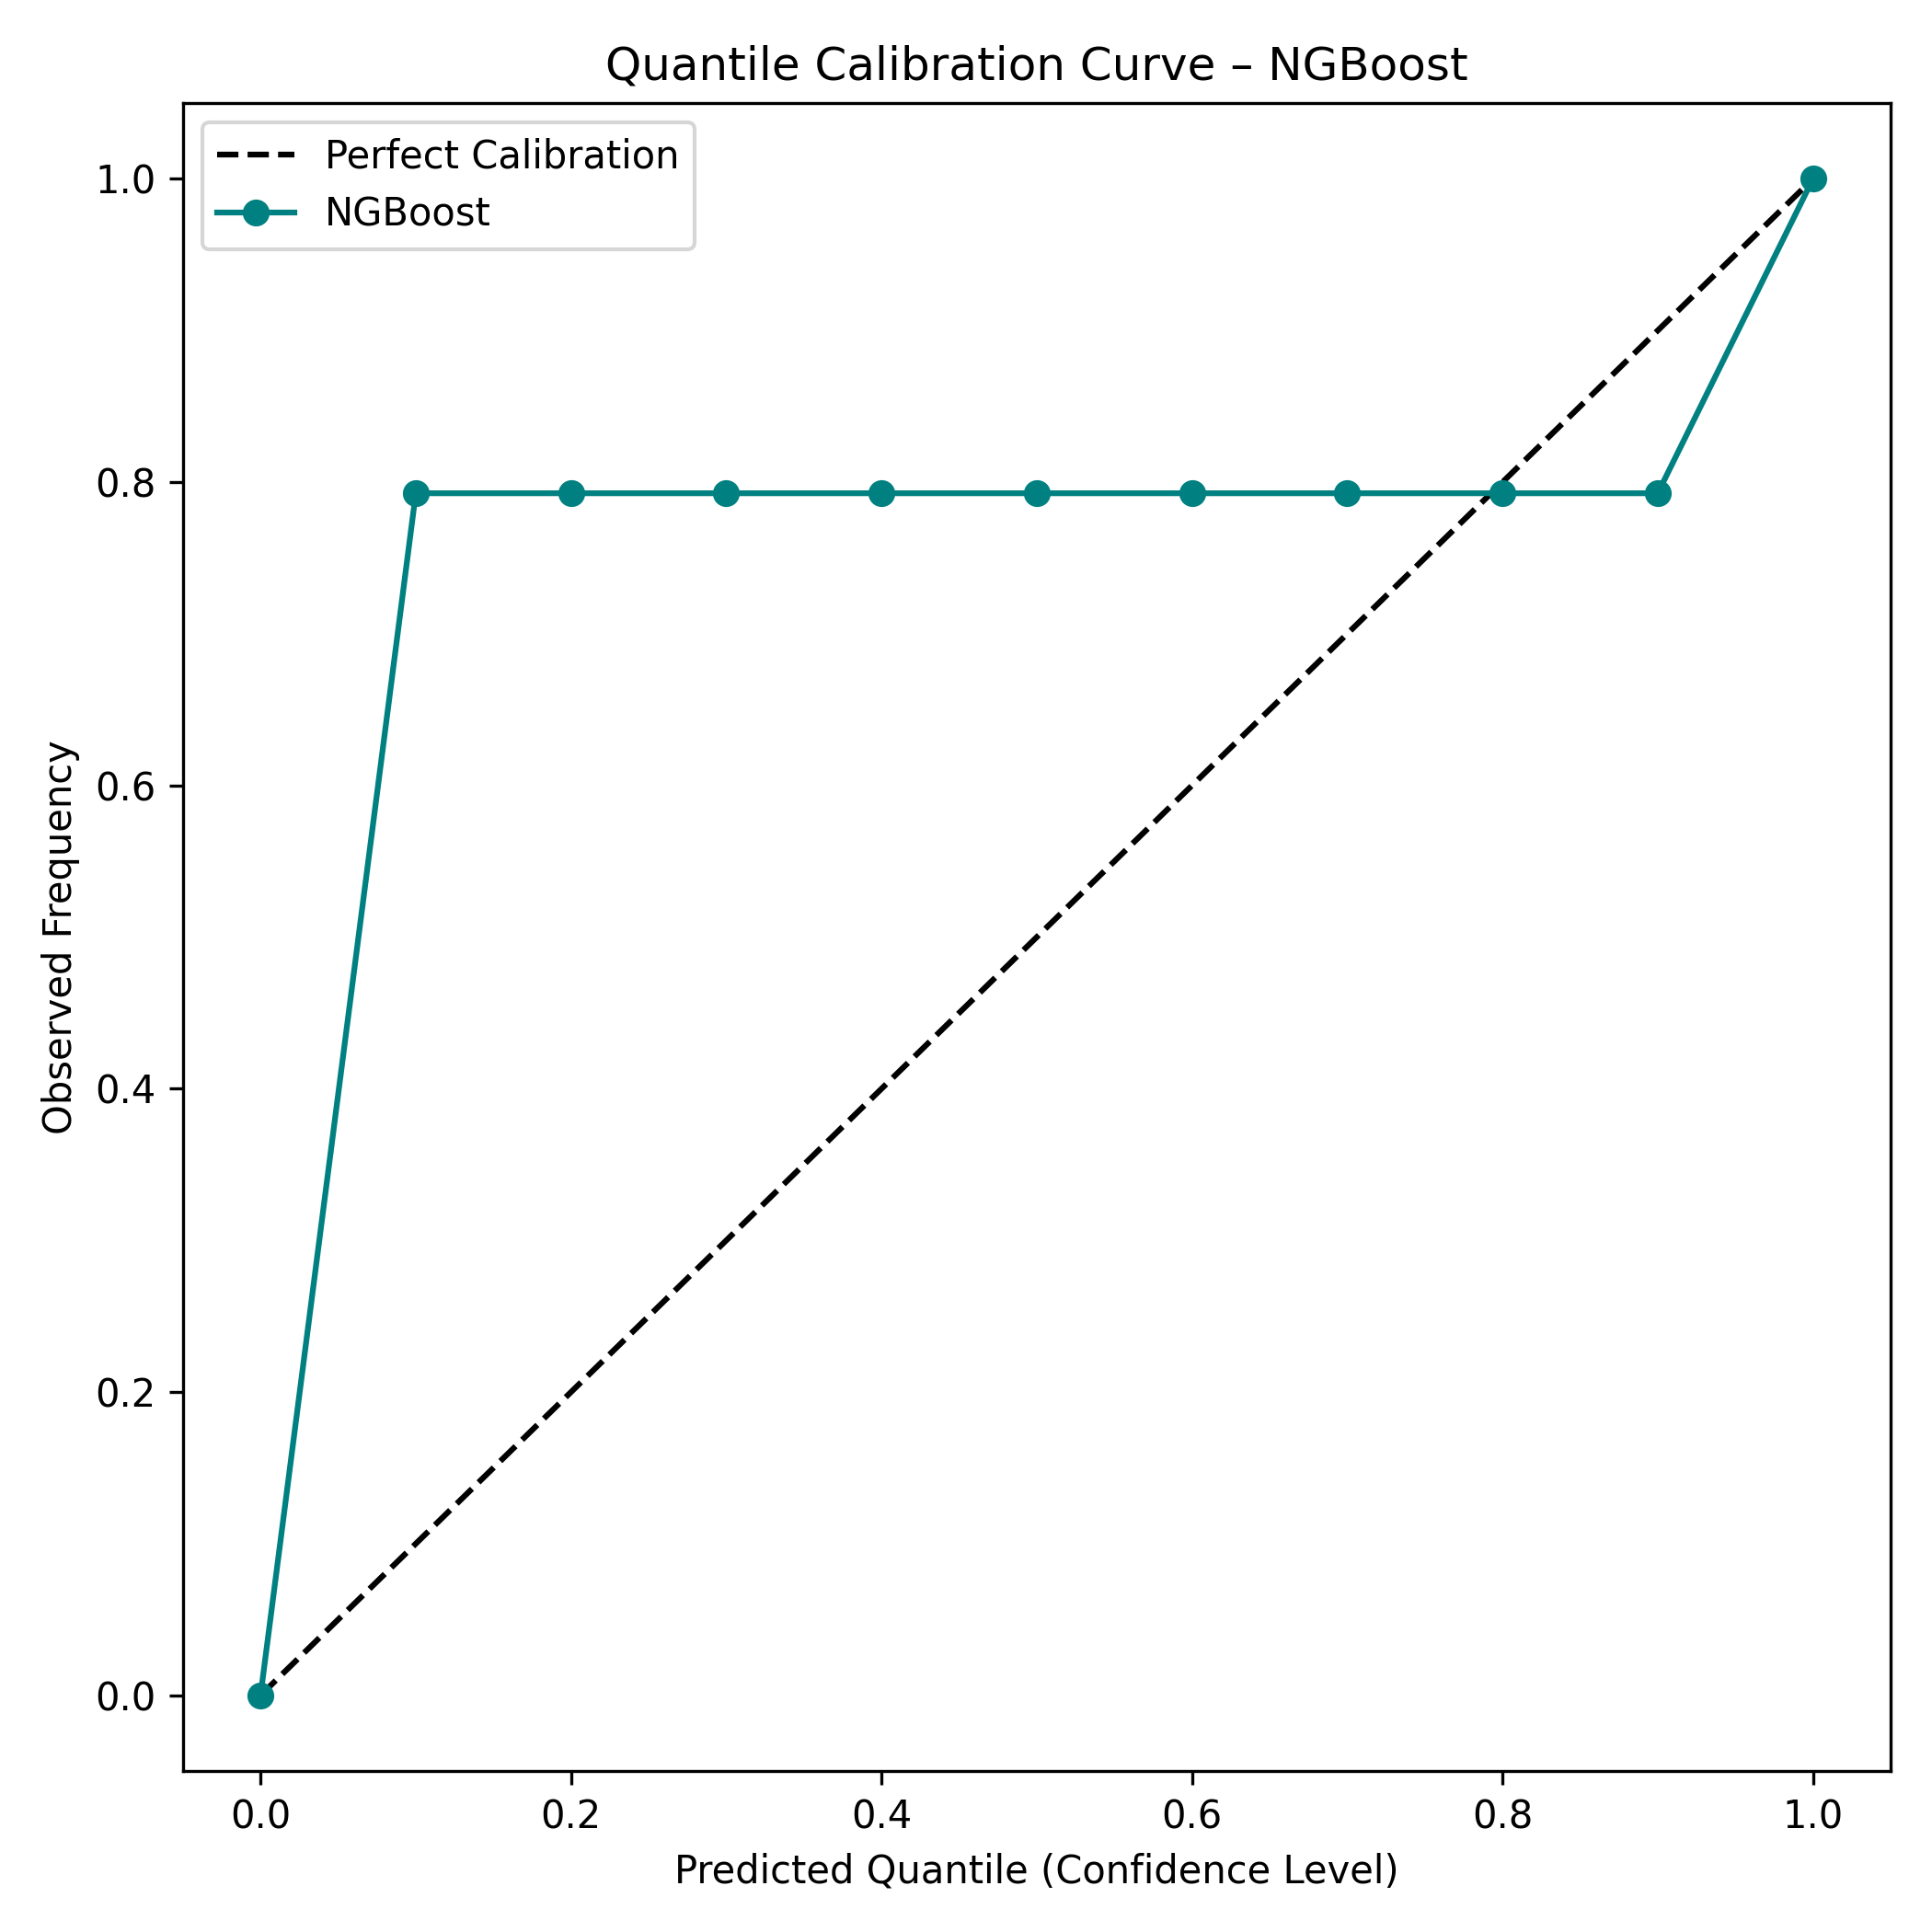 Quantile Calibration Curve – NGBoost
Perfect Calibration
NGBoost
1.0
0.8
0.6
0.4
0.2
0.0
Observed Frequency
0.0 0.2 0.4 0.6 0.8 1.0
Predicted Quantile (Confidence Level)